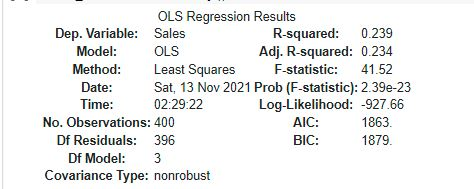 OLS Regression Results
Dep. Variable: Sales R-squared: 0.239
Model: OLS Adj. R-squared: 0.234
Method: Least Squares F-statistic: 41.52
Date: Sat, 13 Nov 2021 Prob (F-statistic): 2.39e-23
Time: 02:29:22 Log-Likelihood: -927.66
No. Observations: 400 AIC: 1863.
Df Residuals: 396 BIC: 1879.
Df Model: 3
Covariance Type: nonrobust